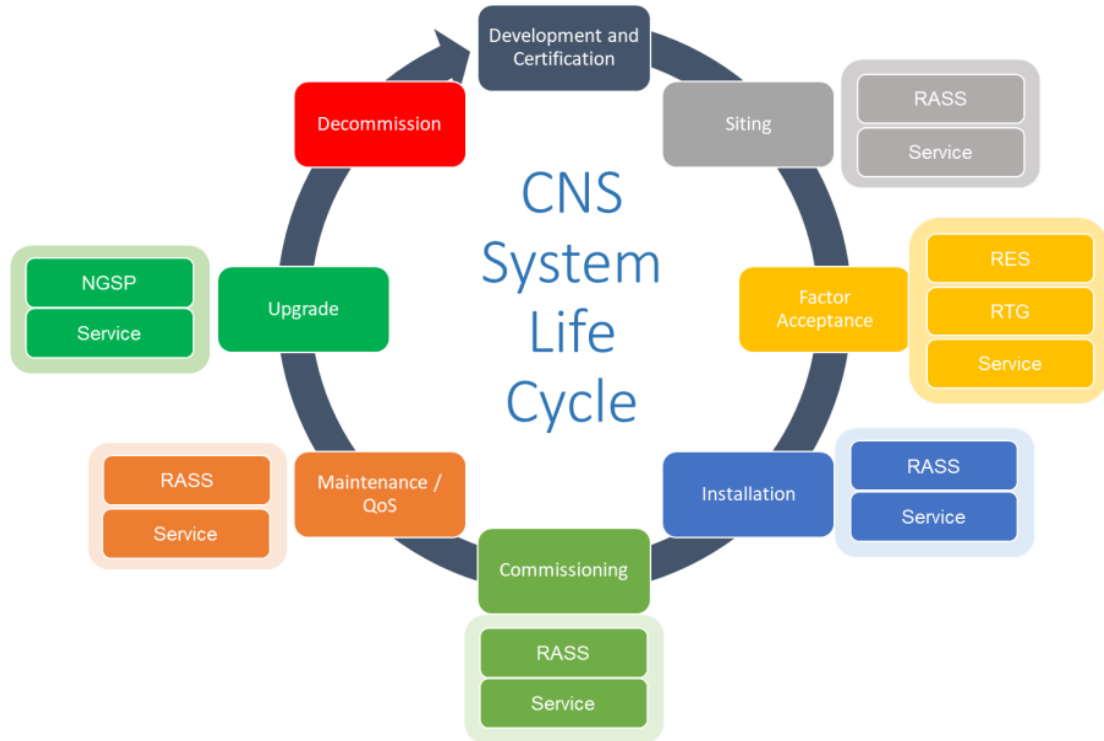 Development and
Certification
Siting
RASS
Service
Factor
Acceptance
RES
RTG
Service
Installation
RASS
Service
Commissioning
RASS
Service
Maintenance /
QoS
RASS
Service
Upgrade
NGSP
Service
Decommission
CNS
System
Life
Cycle